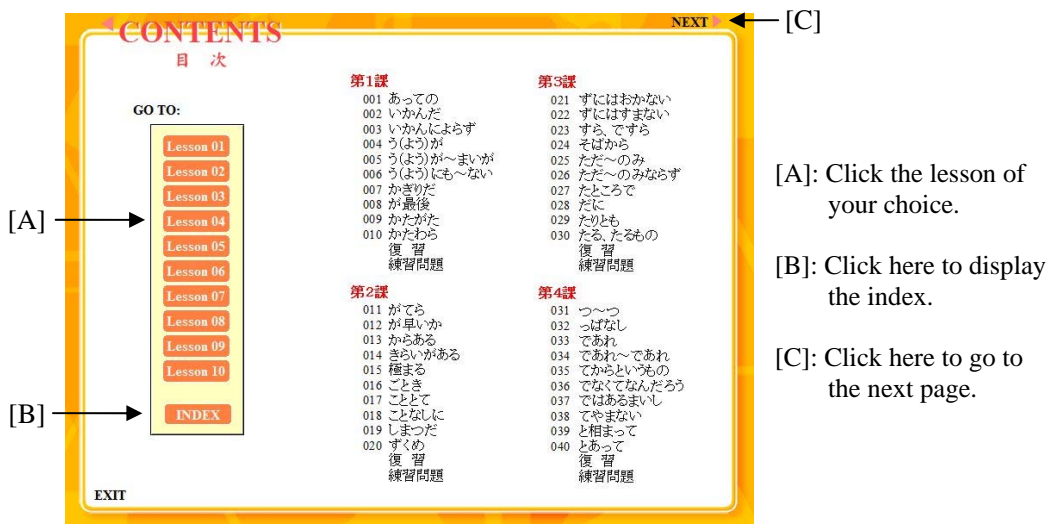 CONTENTS
目 次
NEXT
[C]
GO TO:
Lesson 01
Lesson 02
Lesson 03
Lesson 04
Lesson 05
Lesson 06
Lesson 07
Lesson 08
Lesson 09
Lesson 10
INDEX
[A]
[B]
EXIT
第1課
001 あっての
002 いかんだ
003 いかんによらず
004 う(よう)が
005 う(よう)が～まいが
006 う(よう)にも～ない
007 かぎりだ
008 が最後
009 かたがた
010 かたわら
復 習
練習問題
第2課
011 がてら
012 が早いか
013 からある
014 きらいがある
015 極まる
016 ごとき
017 こととて
018 ことなしに
019 しまつだ
020 ずくめ
復 習
練習問題
第3課
021 ずにはおかない
022 ずにはすまない
023 すら、ですら
024 そばから
025 ただ～のみ
026 ただ～のみならず
027 たところで
028 だに
029 たりとも
030 たる、たるもの
復 習
練習問題
第4課
031 つ～つ
032 っぱなし
033 であれ
034 であれ～であれ
035 てからというもの
036 でなくてなんだろう
037 ではあるまいし
038 てやまない
039 と相まって
040 とあって
復 習
練習問題
[A]: Click the lesson of
your choice.
[B]: Click here to display
the index.
[C]: Click here to go to
the next page.